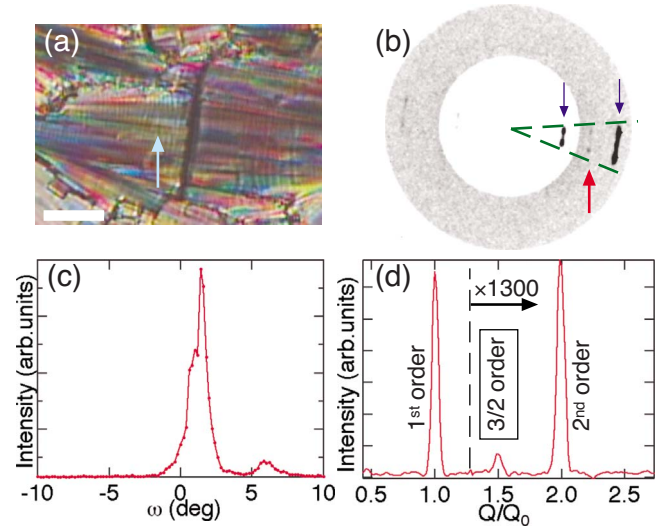 (a)
(b)
(c)
Intensity (arb.units)
-10
-5
0
5
10
ω (deg)
(d)
Intensity (arb.units)
×1300
1st order
3/2 order
2nd order
0.5
1.0
1.5
2.0
2.5
Q/Q0